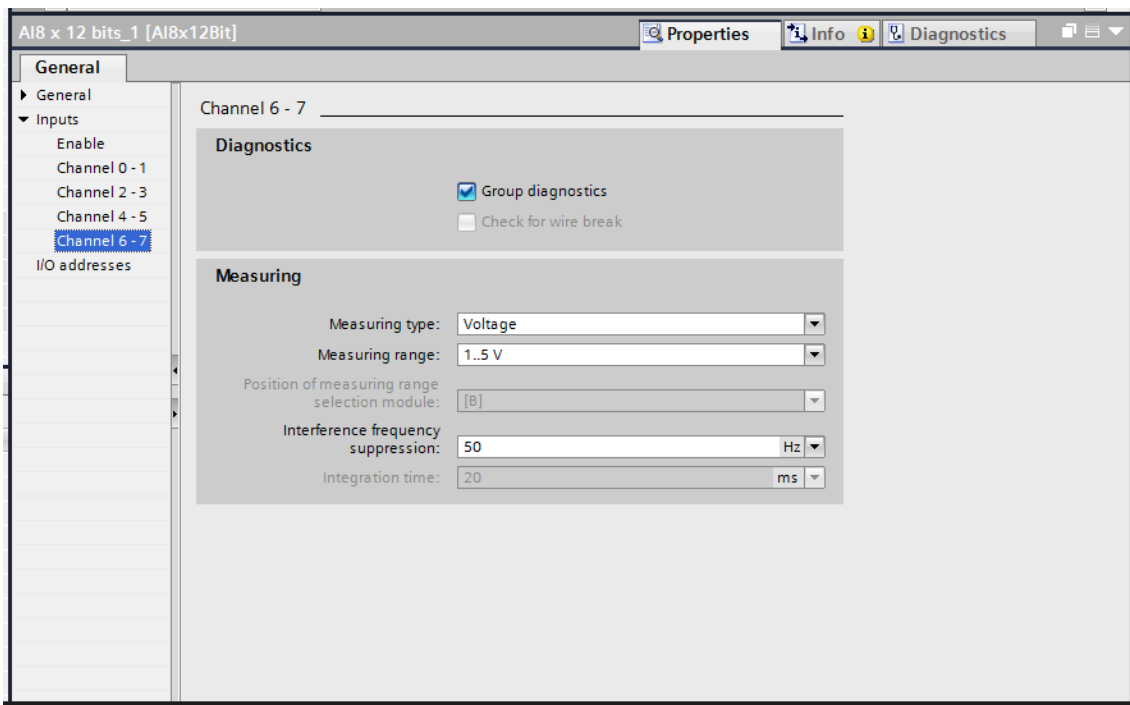 AI8 x 12 bits_1 [AI8x12Bit]
Properties
Info
Diagnostics
General
General
Inputs
Enable
Channel 0 - 1
Channel 2 - 3
Channel 4 - 5
Channel 6 - 7
I/O addresses
Channel 6 - 7
Diagnostics
Group diagnostics
Check for wire break
Measuring
Measuring type: Voltage
Measuring range: 1..5 V
Position of measuring range
selection module: [B]
Interference frequency
suppression: 50 Hz
Integration time: 20 ms